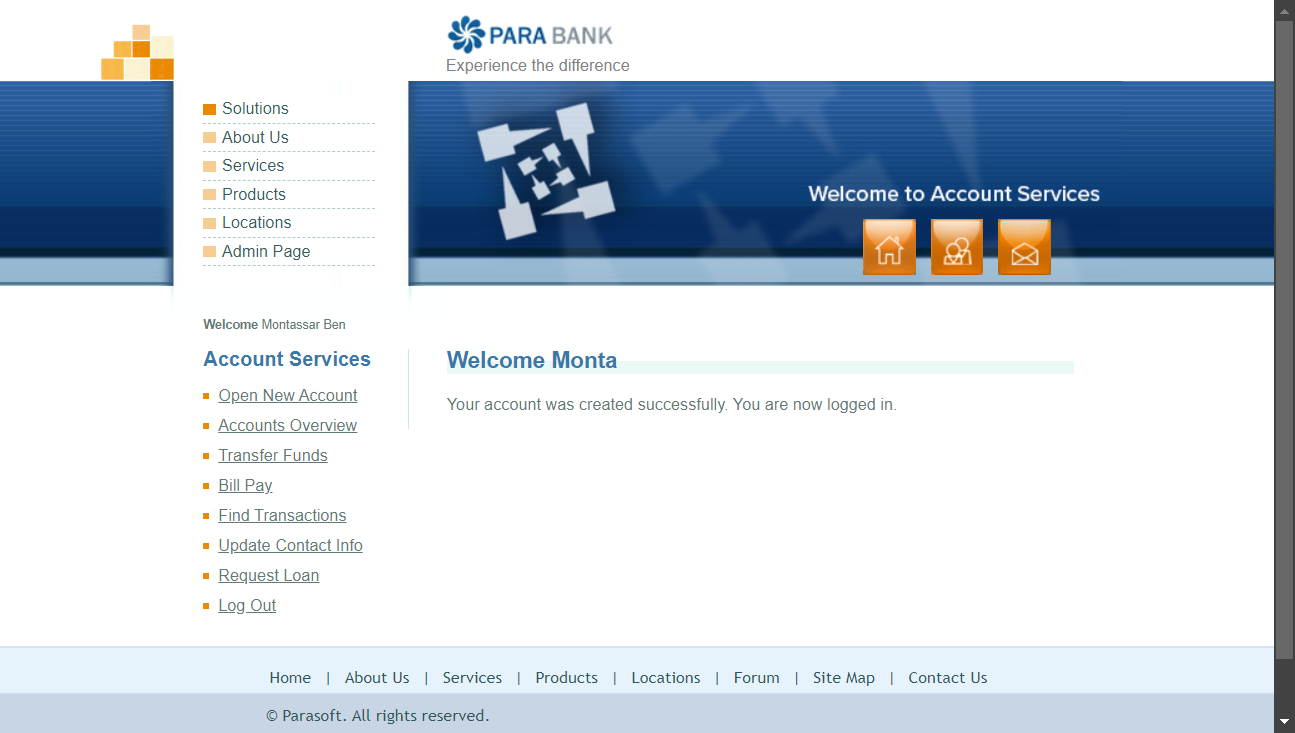 PARA BANK
Experience the difference
Solutions
About Us
Services
Products
Locations
Admin Page
Welcome to Account Services
Welcome Montassar Ben
Account Services
Open New Account
Accounts Overview
Transfer Funds
Bill Pay
Find Transactions
Update Contact Info
Request Loan
Log Out
Welcome Monta
Your account was created successfully. You are now logged in.
Home | About Us | Services | Products | Locations | Forum | Site Map | Contact Us
© Parasoft. All rights reserved.